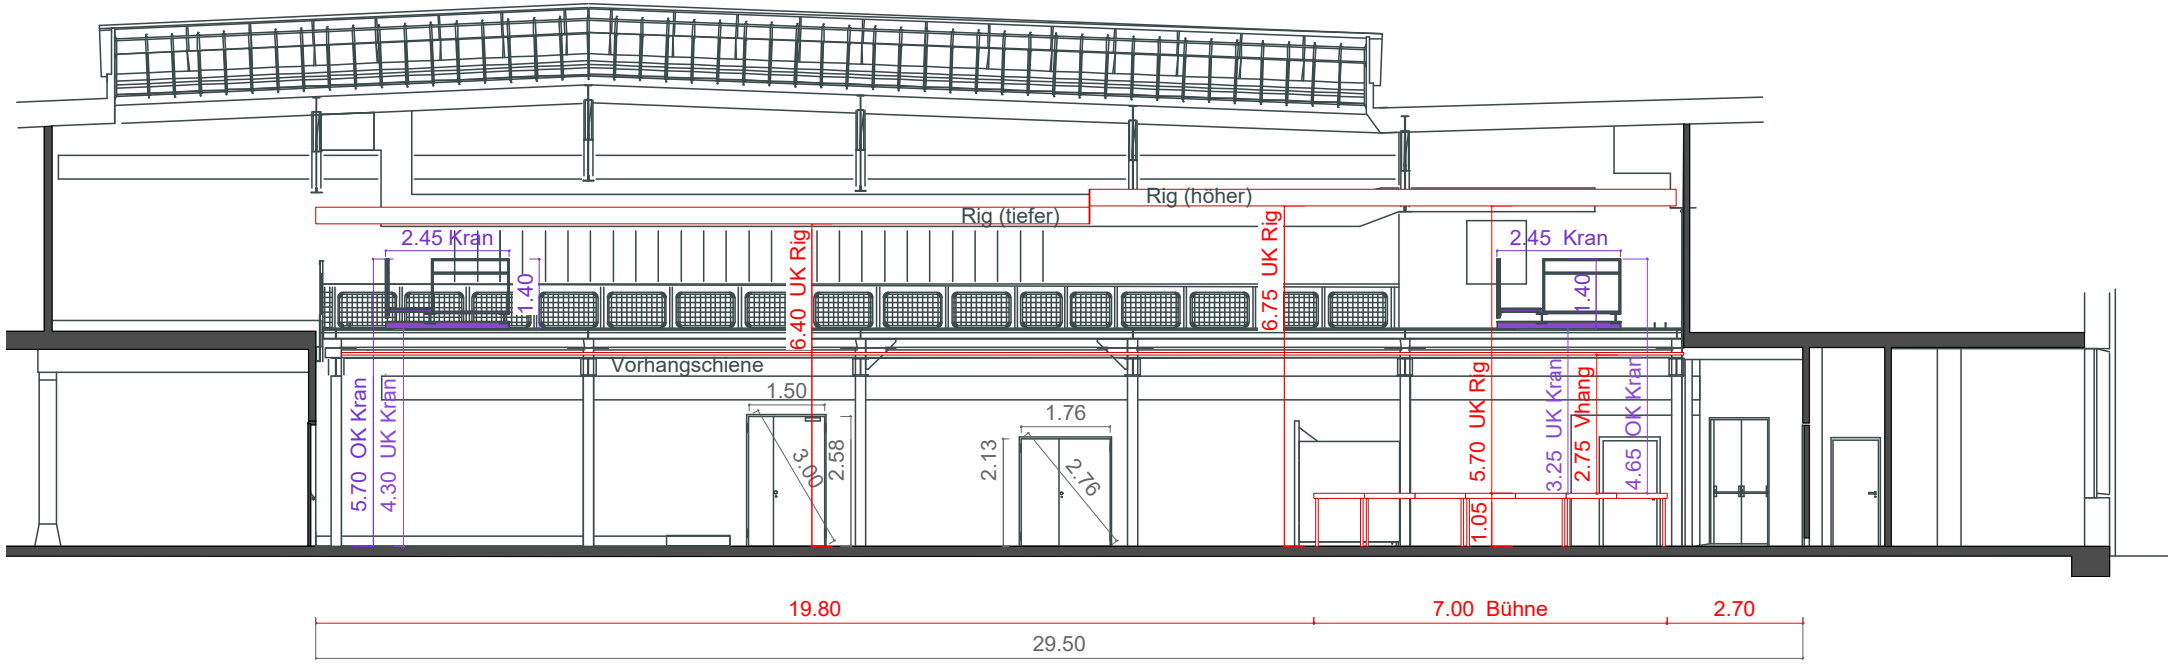 Rig (höher)
Rig (tiefer)
2.45 Kran
2.45  Kran
1.40
6.40  UK Rig
6.75  UK Rig
1.40
Vorhangschiene
5.70  OK Kran
4.30  UK Kran
1.50
3.00
2.58
2.13
1.76
2.76
5.70  UK Rig
1.05
3.25  UK Kran
2.75  Vhang
4.65  OK Kran
19.80
7.00  Bühne
2.70
29.50